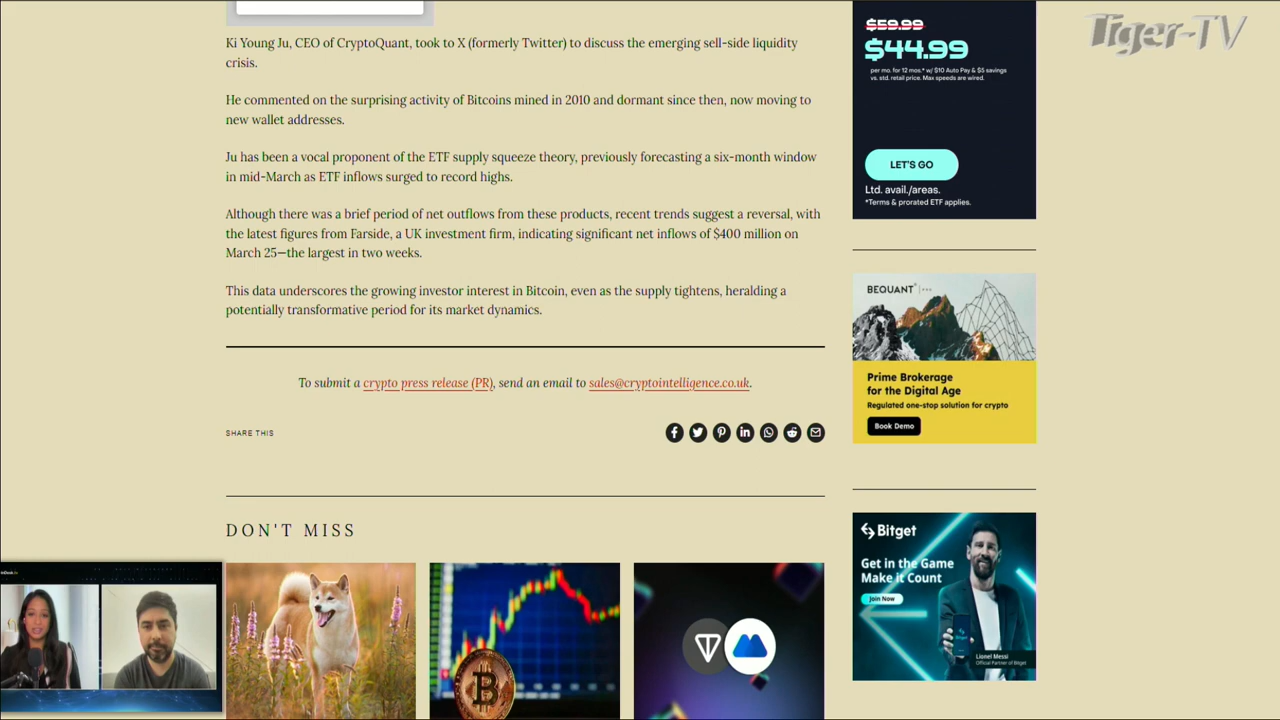 Tiger-TV
Ki Young Ju, CEO of CryptoQuant, took to X (formerly Twitter) to discuss the emerging sell-side liquidity
crisis.
He commented on the surprising activity of Bitcoins mined in 2010 and dormant since then, now moving to
new wallet addresses.
Ju has been a vocal proponent of the ETF supply squeeze theory, previously forecasting a six-month window
in mid-March as ETF inflows surged to record highs.
Although there was a brief period of net outflows from these products, recent trends suggest a reversal, with
the latest figures from Farside, a UK investment firm, indicating significant net inflows of $400 million on
March 25—the largest in two weeks.
This data underscores the growing investor interest in Bitcoin, even as the supply tightens, heralding a
potentially transformative period for its market dynamics.
To submit a crypto press release (PR), send an email to sales@cryptointelligence.co.uk.
SHARE THIS
DON'T MISS
$59.99
$44.99
per mo. for 12 mos.* w/ $10 Auto Pay & $5 savings
vs. std. retail price. Max speeds are wired.
LET'S GO
Ltd. avail./areas.
*Terms & prorated ETF applies.
BEQUANT
Prime Brokerage
for the Digital Age
Regulated one-stop solution for crypto
Book Demo
Bitget
Get in the Game
Make it Count
Join Now
Lionel Messi
Official Partner of Bitget